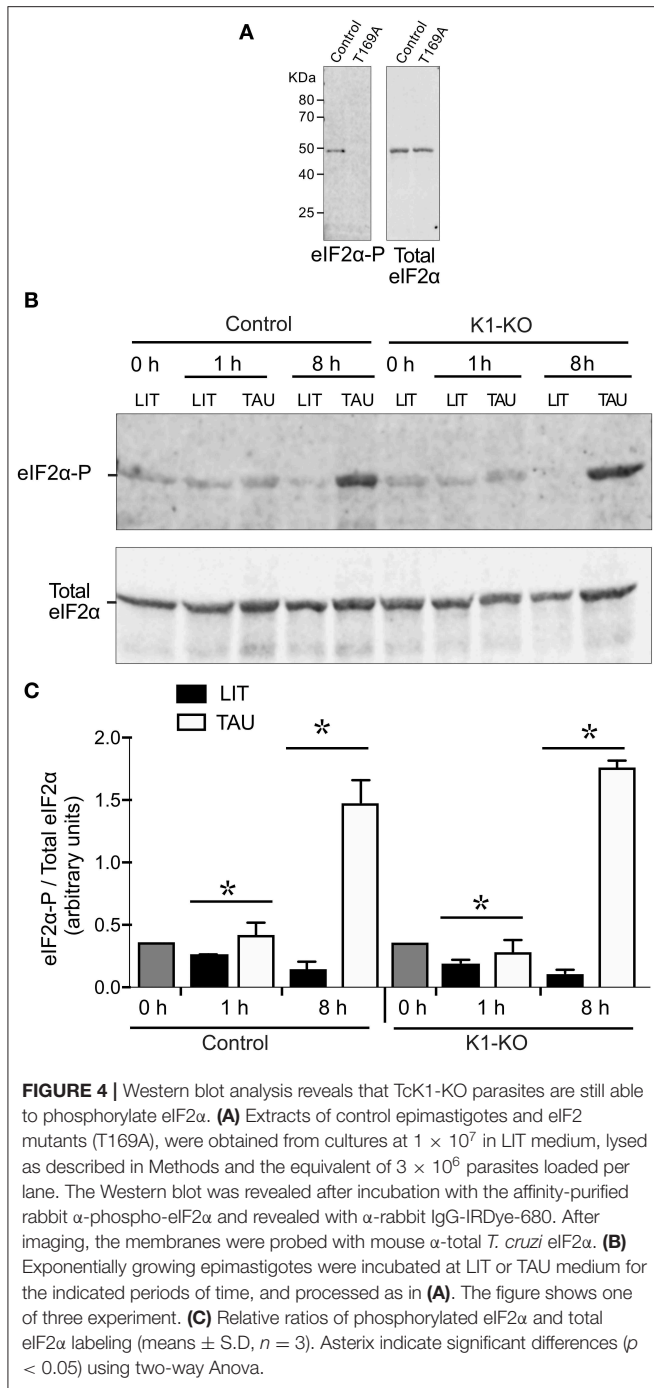 A
Control
T169A
KDa
80
70
50
40
25
eIF2α-P
Total
eIF2α
B
Control K1-KO
0 h 1 h 8 h 0 h 1h 8h
LIT LIT TAU LIT TAU LIT LIT TAU LIT TAU
eIF2α-P
Total
eIF2α
C
LIT
TAU
eIF2α-P / Total eIF2α
(arbitrary units)
2.0
1.5
1.0
0.5
0.0
* * * *
0 h 1 h 8 h 0 h 1 h 8 h
Control K1-KO
FIGURE 4 | Western blot analysis reveals that TcK1-KO parasites are still able
to phosphorylate eIF2α. (A) Extracts of control epimastigotes and eIF2
mutants (T169A), were obtained from cultures at 1 × 10⁷ in LIT medium, lysed
as described in Methods and the equivalent of 3 × 10⁶ parasites loaded per
lane. The Western blot was revealed after incubation with the affinity-purified
rabbit α-phospho-eIF2α and revealed with α-rabbit IgG-IRDye-680. After
imaging, the membranes were probed with mouse α-total T. cruzi eIF2α. (B)
Exponentially growing epimastigotes were incubated at LIT or TAU medium for
the indicated periods of time, and processed as in (A). The figure shows one
of three experiment. (C) Relative ratios of phosphorylated eIF2α and total
eIF2α labeling (means ± S.D, n = 3). Asterix indicate significant differences (p
< 0.05) using two-way Anova.